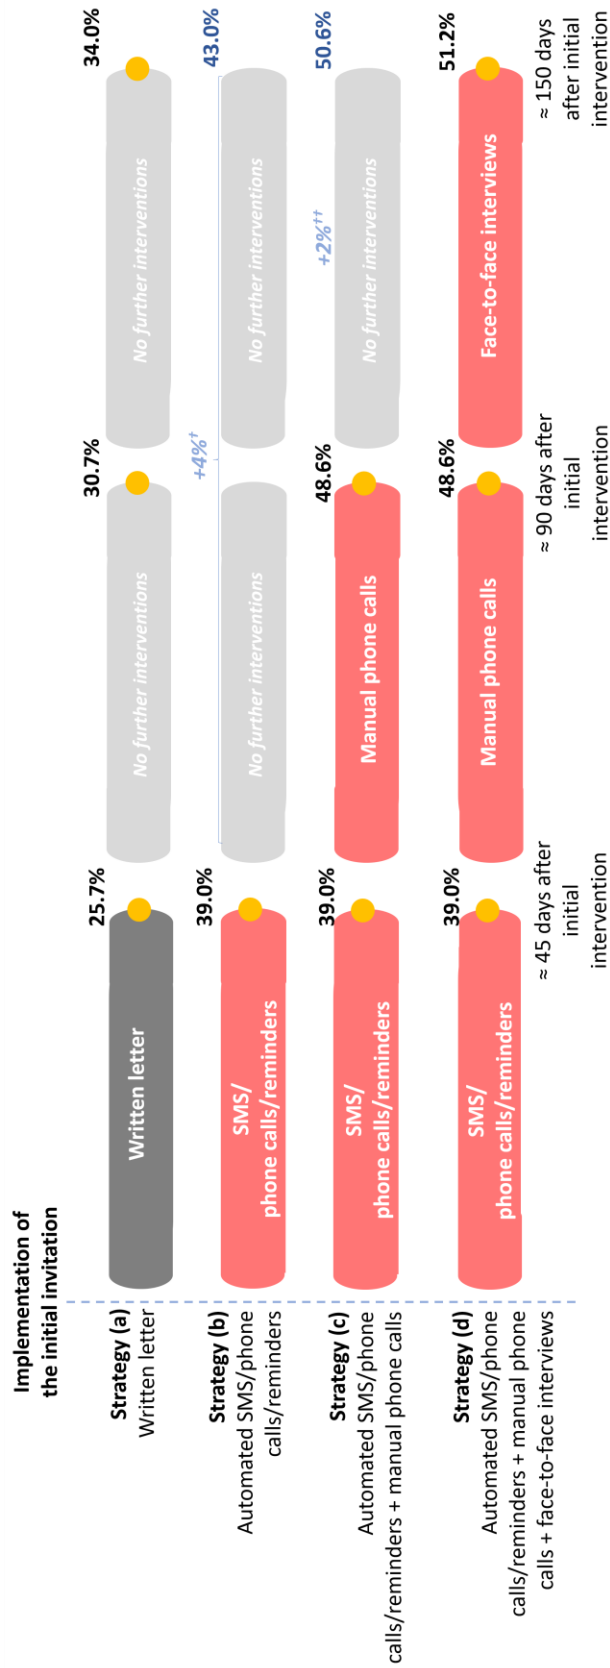 Implementation of
the initial invitation
Strategy (a)
Written letter
Written letter
25.7%
No further interventions
30.7%
No further interventions
34.0%
Strategy (b)
Automated SMS/phone
calls/reminders
SMS/
phone calls/reminders
39.0%
No further interventions
+4%†
No further interventions
43.0%
Strategy (c)
Automated SMS/phone
calls/reminders + manual phone calls
SMS/
phone calls/reminders
39.0%
Manual phone calls
48.6%
+2%††
No further interventions
50.6%
Strategy (d)
Automated SMS/phone
calls/reminders + manual phone
calls + face-to-face interviews
SMS/
phone calls/reminders
39.0%
Manual phone calls
48.6%
Face-to-face interviews
51.2%
≈ 45 days after
initial
intervention
≈ 90 days after
initial
intervention
≈ 150 days
after initial
intervention